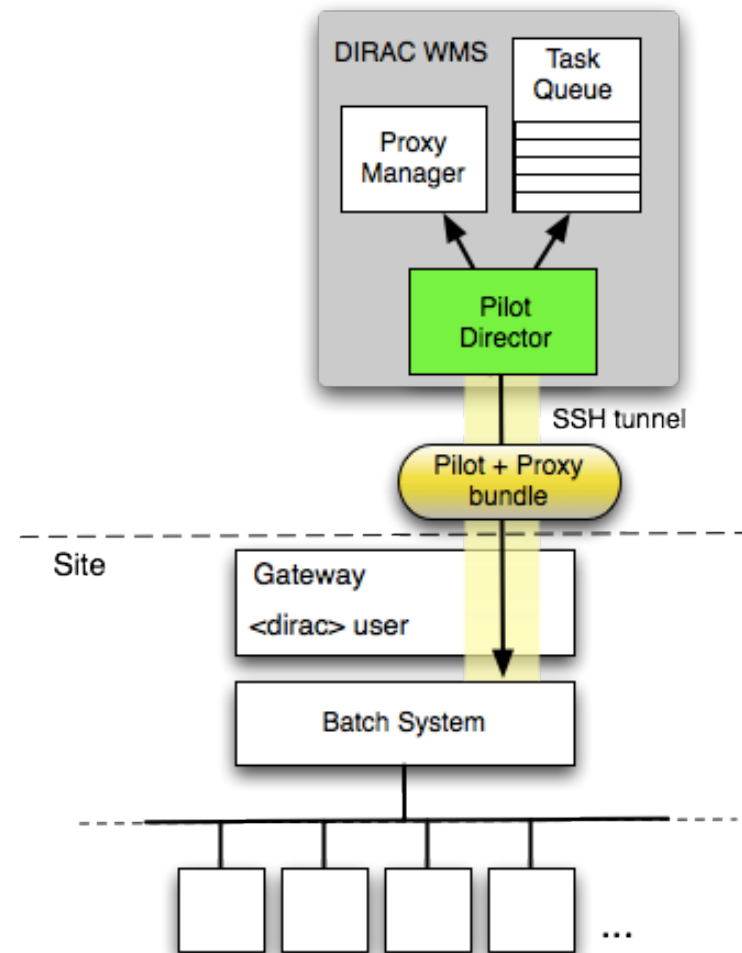 DIRAC WMS
Task
Queue
Proxy
Manager
Pilot
Director
SSH tunnel
Pilot + Proxy
bundle
Site
Gateway
<dirac> user
Batch System
...